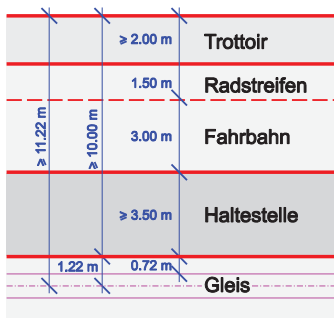 ≥ 2.00 m Trottoir
1.50 m Radstreifen
≥ 11.22 m
≥ 10.00 m
3.00 m Fahrbahn
≥ 3.50 m Haltestelle
1.22 m 0.72 m
Gleis